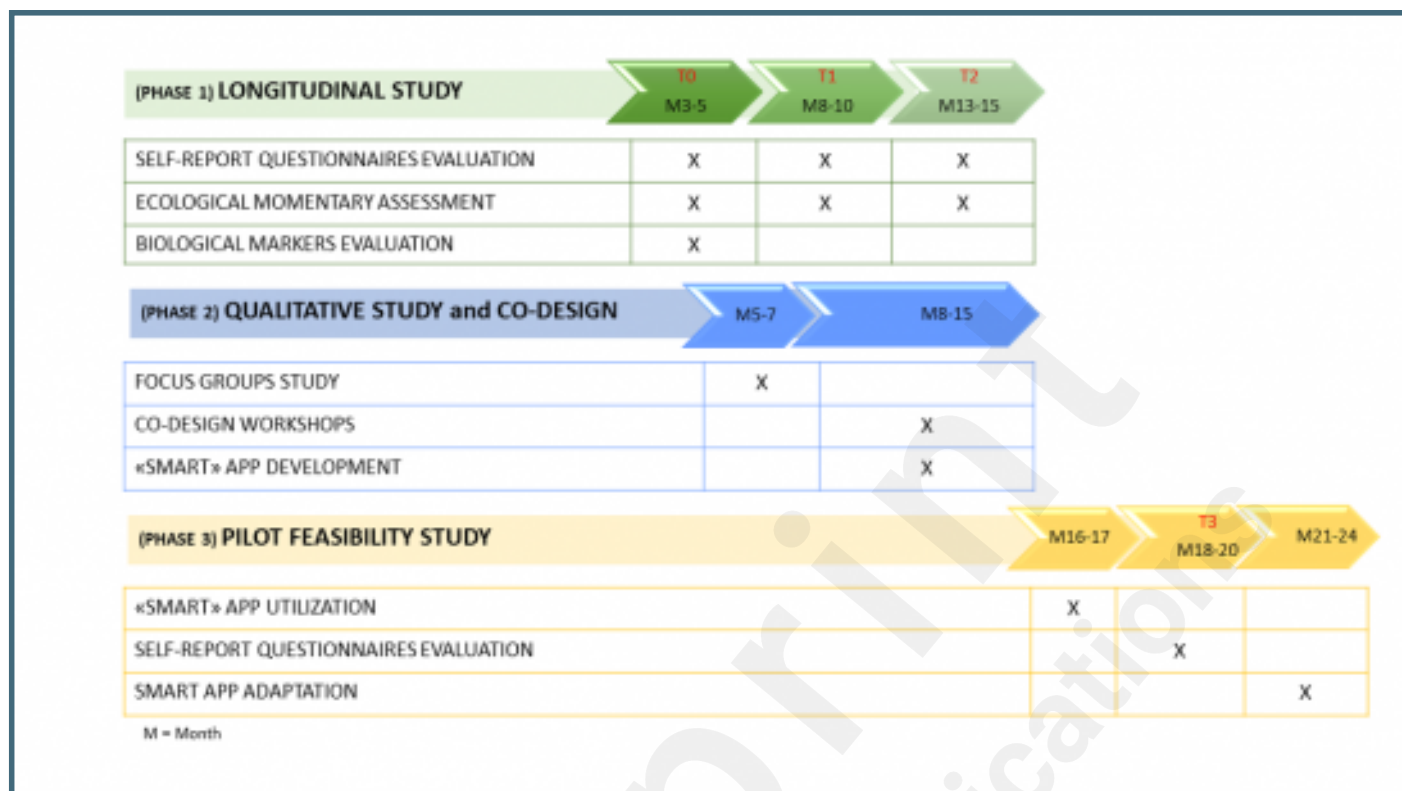 (PHASE 1) LONGITUDINAL STUDY
T0
M3-5
T1
M8-10
T2
M13-15
SELF-REPORT QUESTIONNAIRES EVALUATION X X X
ECOLOGICAL MOMENTARY ASSESSMENT X X X
BIOLOGICAL MARKERS EVALUATION X
(PHASE 2) QUALITATIVE STUDY and CO-DESIGN M5-7 M8-15
FOCUS GROUPS STUDY X
CO-DESIGN WORKSHOPS X
«SMART» APP DEVELOPMENT X
(PHASE 3) PILOT FEASIBILITY STUDY
M16-17
T3
M18-20
M21-24
«SMART» APP UTILIZATION X
SELF-REPORT QUESTIONNAIRES EVALUATION X
SMART APP ADAPTATION X
M = Month